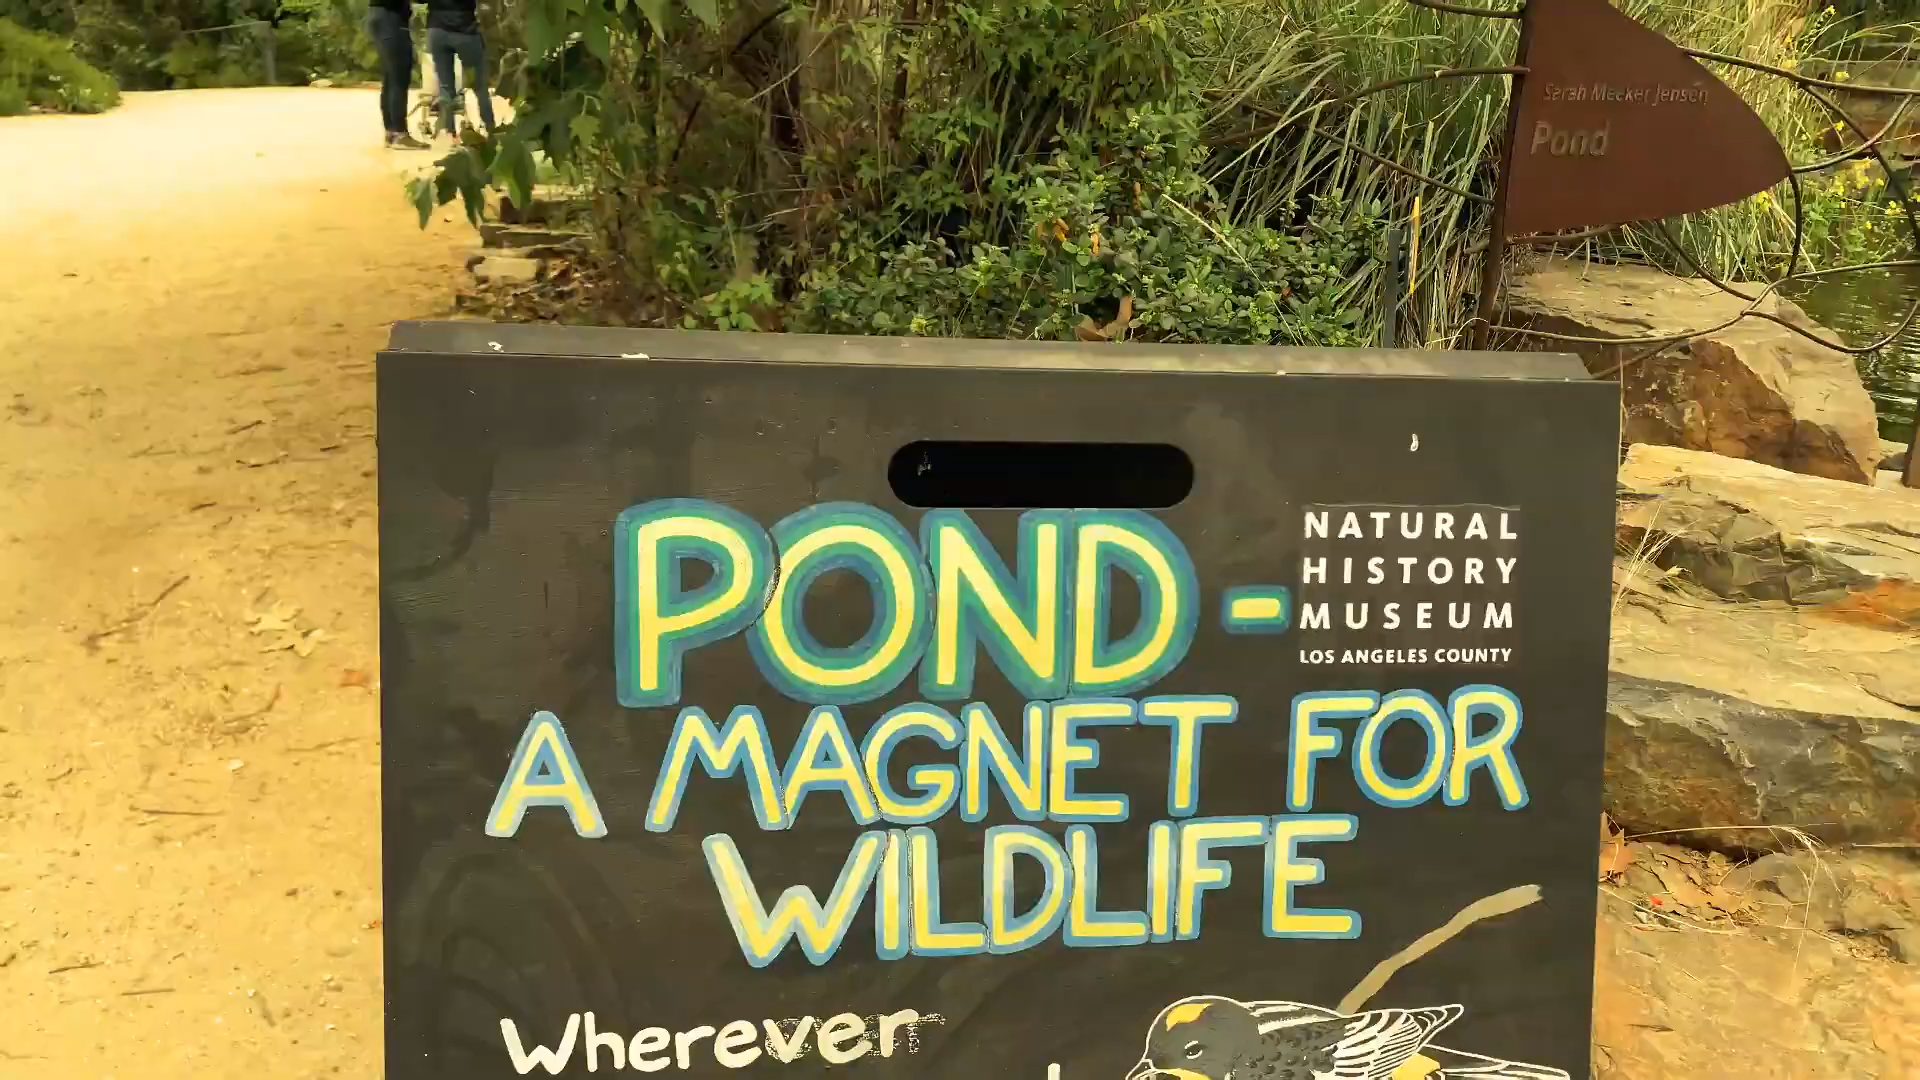 Sarah Meeker Jensen
Pond
POND -
NATURAL
HISTORY
MUSEUM
LOS ANGELES COUNTY
A MAGNET FOR
WILDLIFE
Wherever